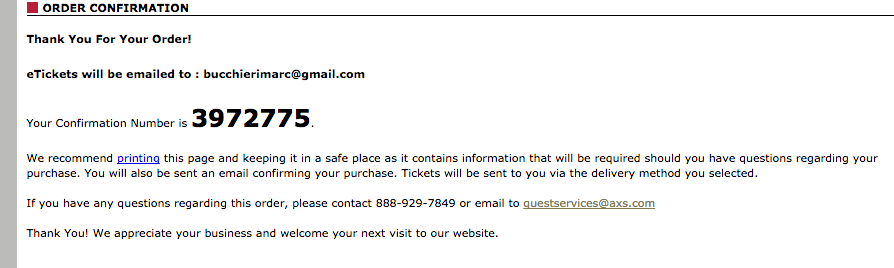 ORDER CONFIRMATION
Thank You For Your Order!
eTickets will be emailed to : bucchierimarc@gmail.com
Your Confirmation Number is 3972775.
We recommend printing this page and keeping it in a safe place as it contains information that will be required should you have questions regarding your
purchase. You will also be sent an email confirming your purchase. Tickets will be sent to you via the delivery method you selected.
If you have any questions regarding this order, please contact 888-929-7849 or email to guestservices@axs.com
Thank You! We appreciate your business and welcome your next visit to our website.